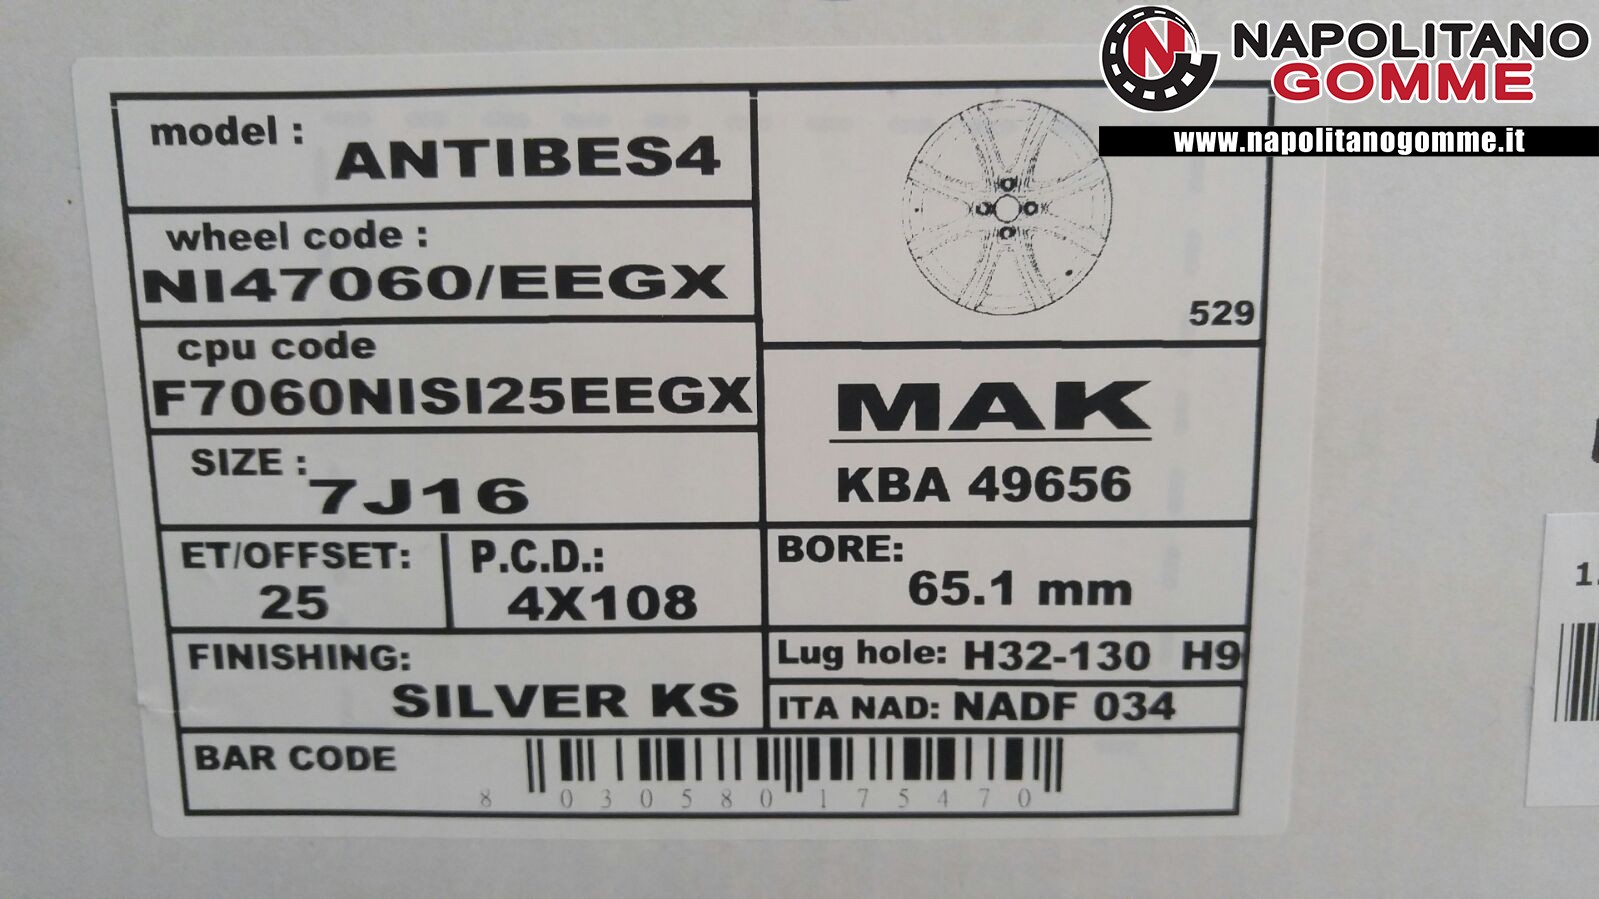 NAPOLITANO
GOMME
www.napolitanogomme.it
model :
ANTIBES4
wheel code :
NI47060/EEGX
cpu code
F7060NISI25EEGX
SIZE :
7J16
ET/OFFSET:
25
P.C.D.:
4X108
FINISHING:
SILVER KS
529
MAK
KBA 49656
BORE:
65.1 mm
Lug hole: H32-130 H9
ITA NAD: NADF 034
BAR CODE
8 030580 175470